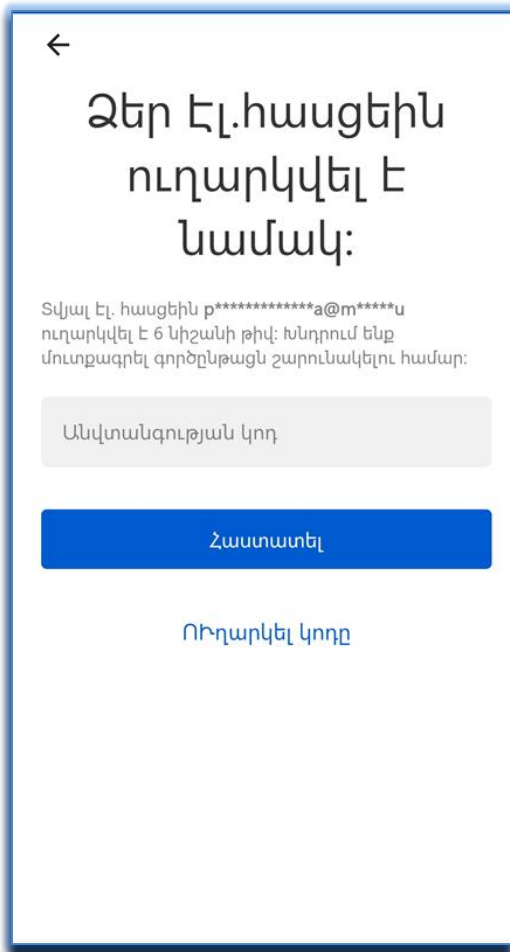 Ձեր Էլ.հասցեին
ուղարկվել է
նամակ:
Տվյալ էլ. հասցեին p*************a@m*****u
ուղարկվել է 6 նիշանի թիվ: Խնդրում ենք
մուտքագրել գործընթացն շարունակելու համար:
Անվտանգության կոդ
Հաստատել
ՈՒղարկել կոդը